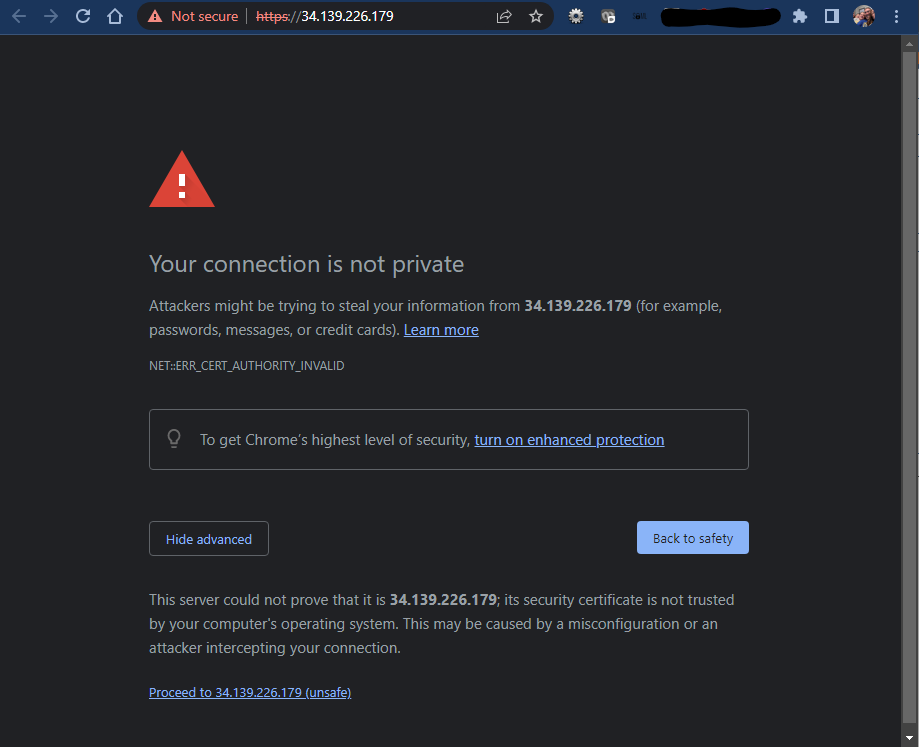 Not secure https://34.139.226.179
Your connection is not private
Attackers might be trying to steal your information from 34.139.226.179 (for example,
passwords, messages, or credit cards). Learn more
NET::ERR_CERT_AUTHORITY_INVALID
To get Chrome's highest level of security, turn on enhanced protection
Hide advanced
Back to safety
This server could not prove that it is 34.139.226.179; its security certificate is not trusted
by your computer's operating system. This may be caused by a misconfiguration or an
attacker intercepting your connection.
Proceed to 34.139.226.179 (unsafe)